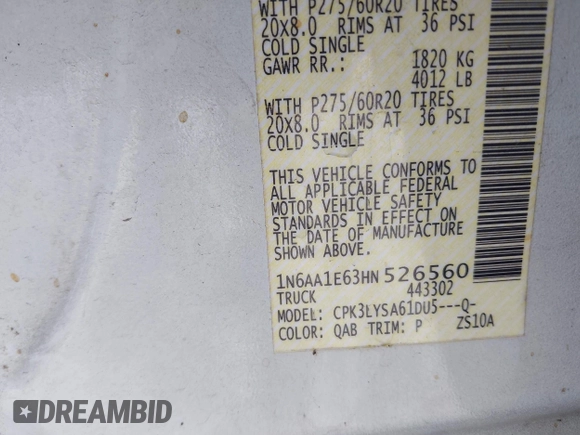 WITH P275/60R20 TIRES
20X8.0 RIMS AT 36 PSI
COLD SINGLE
GAWR RR.: 1820 KG
4012 LB
WITH P275/60R20 TIRES
20X8.0 RIMS AT 36 PSI
COLD SINGLE
THIS VEHICLE CONFORMS TO
ALL APPLICABLE FEDERAL
MOTOR VEHICLE SAFETY
STANDARDS IN EFFECT ON
THE DATE OF MANUFACTURE
SHOWN ABOVE.
1N6AA1E63HN 526560
TRUCK 443302
MODEL: CPK3LYSA61DU5---Q-
COLOR: QAB TRIM: P ZS10A
DREAMBID